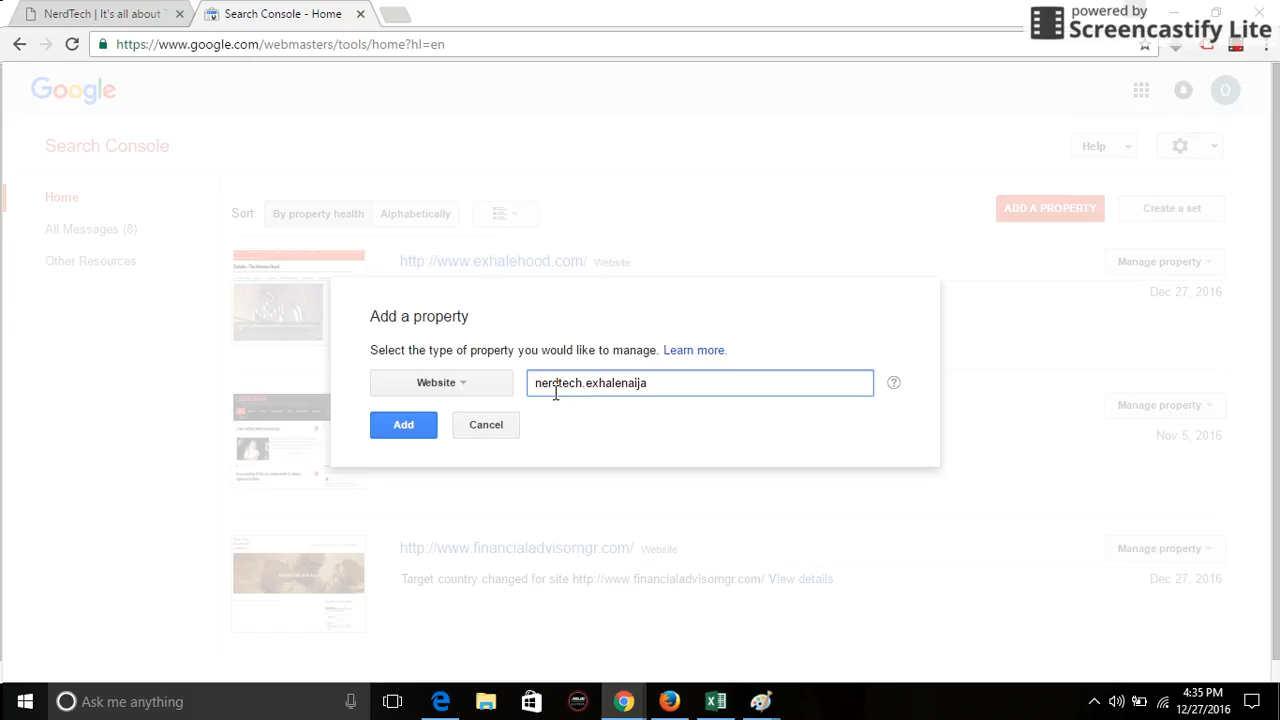 NerdTech | It's all about
Search Console - Home
powered by
Screencastify Lite
https://www.google.com/webmasters/tools/home?hl=en
Google
O
Search Console
Help
Home
All Messages (8)
Other Resources
Sort:
By property health
Alphabetically
ADD A PROPERTY
Create a set
http://www.exhalehood.com/ Website
Manage property
Dec 27, 2016
Add a property
Select the type of property you would like to manage. Learn more.
Website
nerdtech.exhalenaija
?
Add
Cancel
Manage property
Nov 5, 2016
http://www.financialadvisorngr.com/ Website
Manage property
Target country changed for site http://www.financialadvisorngr.com/ View details
Dec 27, 2016
Ask me anything
4:35 PM
12/27/2016